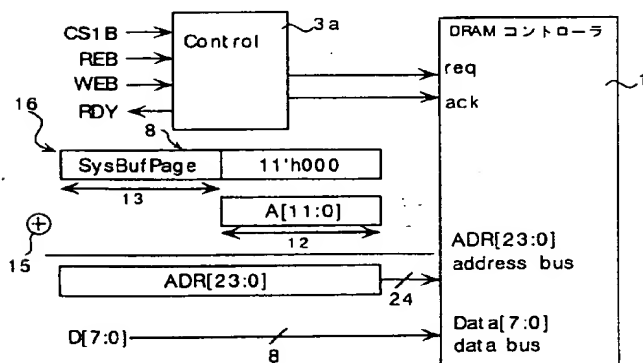 CS1B
REB
WEB
RDY
Control
3a
DRAM コントローラ
req
ack
1
16
8
SysBufPage
11'h000
13
A[11:0]
12
15
ADR[23:0]
24
ADR[23:0]
address bus
D[7:0]
8
Data[7:0]
data bus